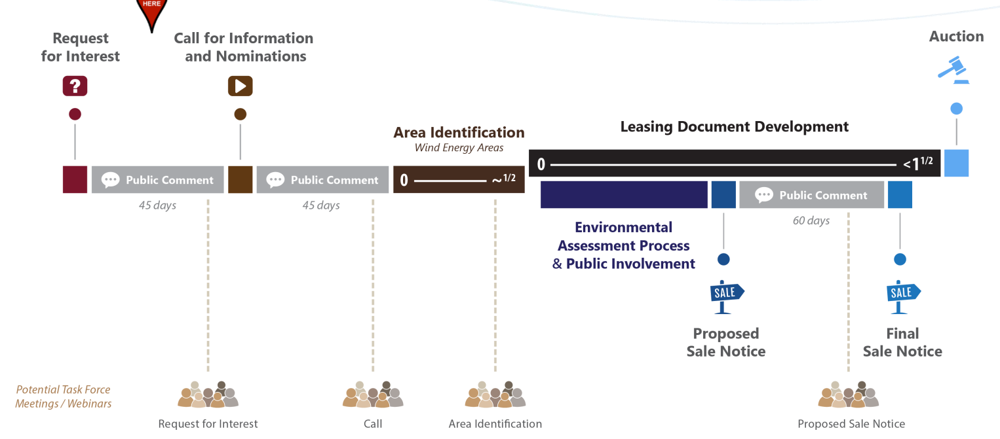 HERE
Request
for Interest
Call for Information
and Nominations
Auction
?
Area Identification
Wind Energy Areas
Leasing Document Development
0
<1 1/2
Public Comment
Public Comment
0
~1/2
45 days
45 days
Public Comment
60 days
Environmental
Assessment Process
& Public Involvement
SALE
SALE
Proposed
Sale Notice
Final
Sale Notice
Potential Task Force
Meetings / Webinars
Request for Interest
Call
Area Identification
Proposed Sale Notice